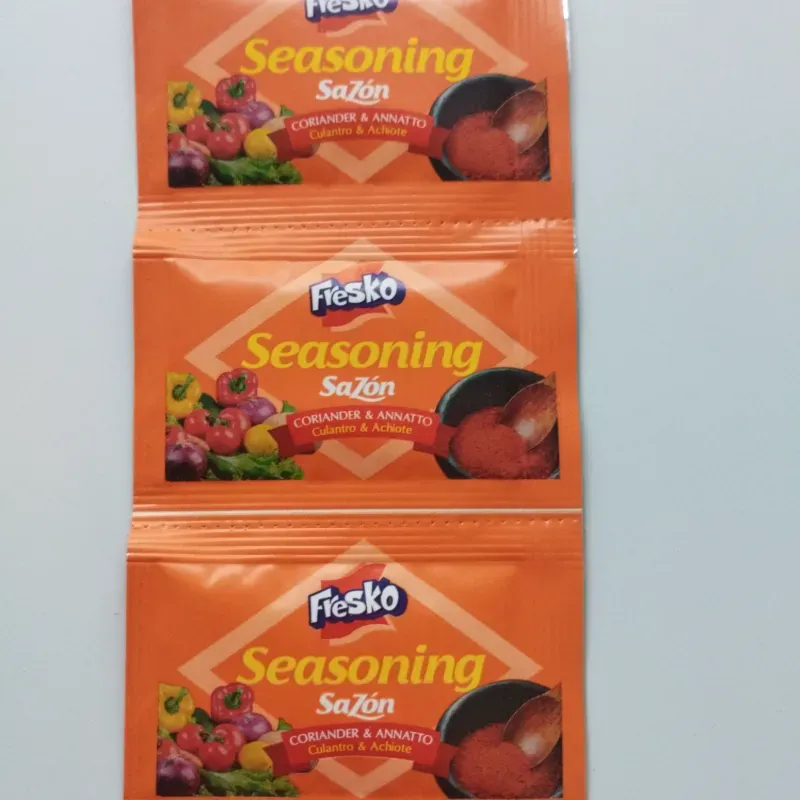 Fresko
Seasoning
Sazón
CORIANDER & ANNATTO
Culantro & Achiote
Fresko
Seasoning
Sazón
CORIANDER & ANNATTO
Culantro & Achiote
Fresko
Seasoning
Sazón
CORIANDER & ANNATTO
Culantro & Achiote